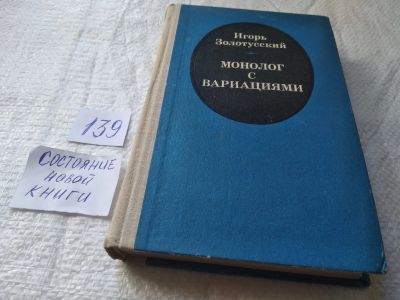 Игорь
Золотусский
МОНОЛОГ
С
ВАРИАЦИЯМИ
139
СОСТОЯНИЕ
НОВОЙ
КНИГИ